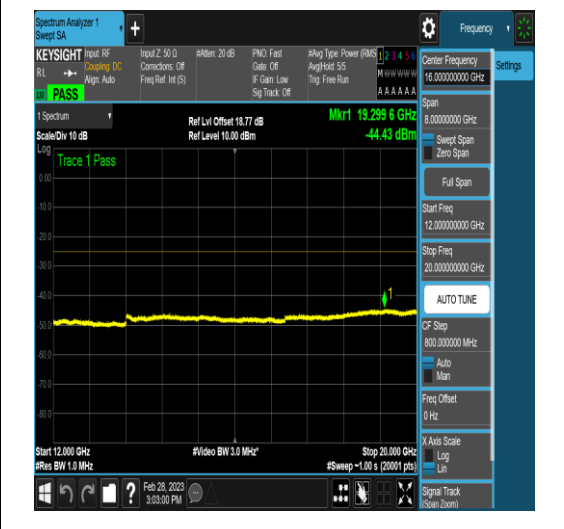 Spectrum Analyzer 1
Swept SA
+
Frequency
KEYSIGHT
RL
PASS
Input: RF
Coupling: DC
Align: Auto
Input Z: 50 Ω
Corrections: Off
Freq Ref: Int (S)
#Atten: 20 dB
PNO: Fast
Gate: Off
IF Gain: Low
Sig Track: Off
#Avg Type: Power (RMS
Avg|Hold: 5/5
Trig: Free Run
1 2 3 4 5 6
M W W W W W
A A A A A A
Center Frequency
16.000000000 GHz
Settings
Span
8.00000000 GHz
Swept Span
Zero Span
Full Span
Start Freq
12.000000000 GHz
Stop Freq
20.000000000 GHz
AUTO TUNE
CF Step
800.000000 MHz
Auto
Man
Freq Offset
0 Hz
X Axis Scale
Log
Lin
Signal Track
(Span Zoom)
1 Spectrum
Scale/Div 10 dB
Ref Lvl Offset 18.77 dB
Ref Level 10.00 dBm
Mkr1 19.299 6 GHz
-44.43 dBm
Log
Trace 1 Pass
0.00
-10.0
-20.0
-30.0
-40.0
-50.0
-60.0
-70.0
-80.0
1
Start 12.000 GHz
#Res BW 1.0 MHz
#Video BW 3.0 MHz*
Stop 20.000 GHz
#Sweep ~1.00 s (20001 pts)
?
Feb 28, 2023
3:03:00 PM